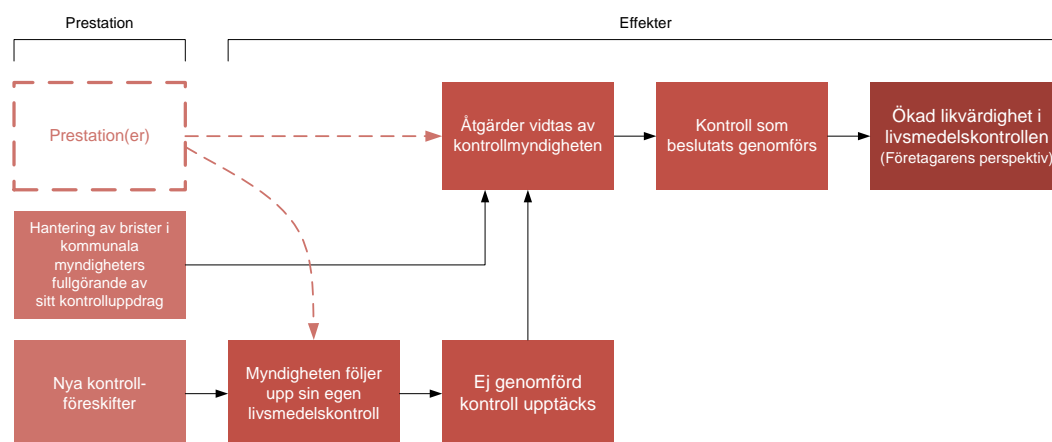 Prestation
Effekter
Prestation(er)
Åtgärder vidtas av
kontrollmyndigheten
Kontroll som
beslutats genomförs
Ökad likvärdighet i
livsmedelskontrollen
(Företagarens perspektiv)
Hantering av brister i
kommunala
myndigheters
fullgörande av
sitt kontrolluppdrag
Nya kontroll-
föreskifter
Myndigheten följer
upp sin egen
livsmedelskontroll
Ej genomförd
kontroll upptäcks